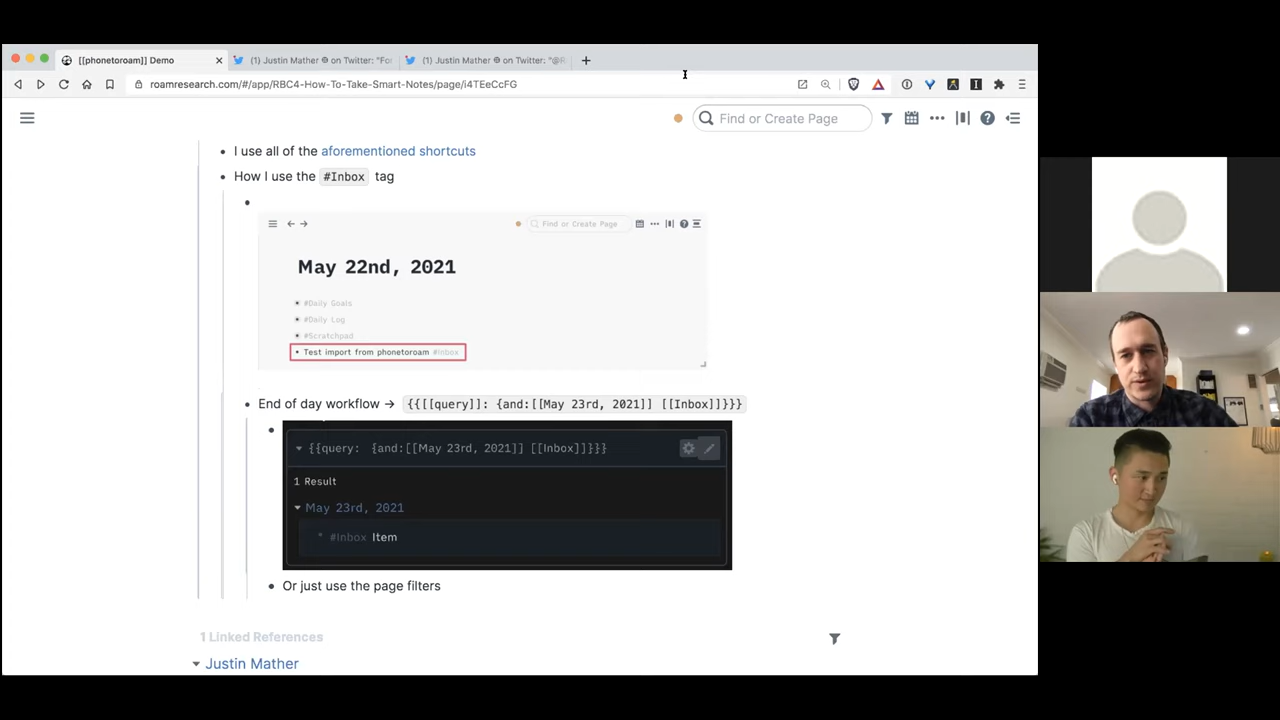 [[phonetoroam]] Demo
(1) Justin Mather on Twitter: "Fo
(1) Justin Mather on Twitter: "@R
roamresearch.com/#/app/RBC4-How-To-Take-Smart-Notes/page/i4TEeCcFG
Find or Create Page
I use all of the aforementioned shortcuts
How I use the #Inbox tag
Find or Create Page
May 22nd, 2021
#Daily Goals
#Daily Log
#Scratchpad
Test import from phonetoroam #inbox
End of day workflow → {{[[query]]: {and:[[May 23rd, 2021]] [[Inbox]]}}}
{{query: {and:[[May 23rd, 2021]] [[Inbox]]}}}
1 Result
May 23rd, 2021
#Inbox Item
Or just use the page filters
1 Linked References
Justin Mather